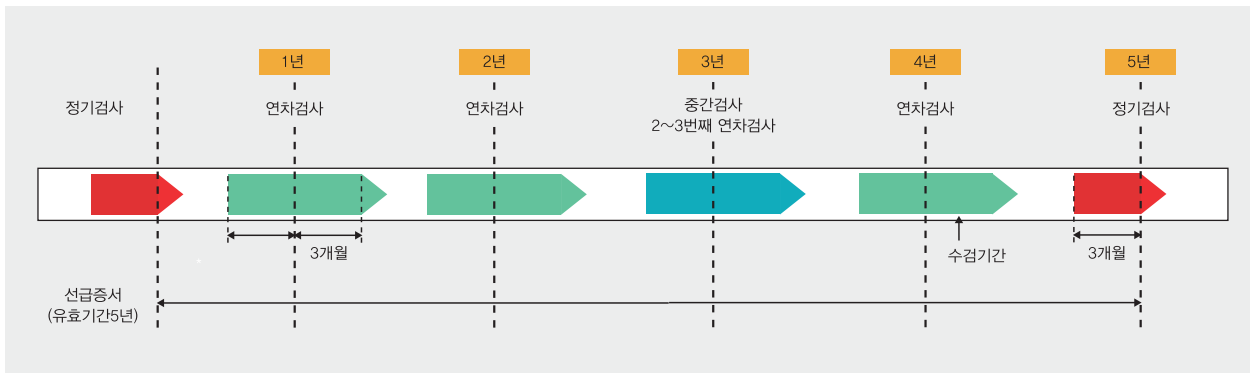 1년
2년
3년
4년
5년
정기검사
연차검사
연차검사
중간검사
2~3번째 연차검사
연차검사
정기검사
3개월
수검기간
3개월
선급증서
(유효기간5년)